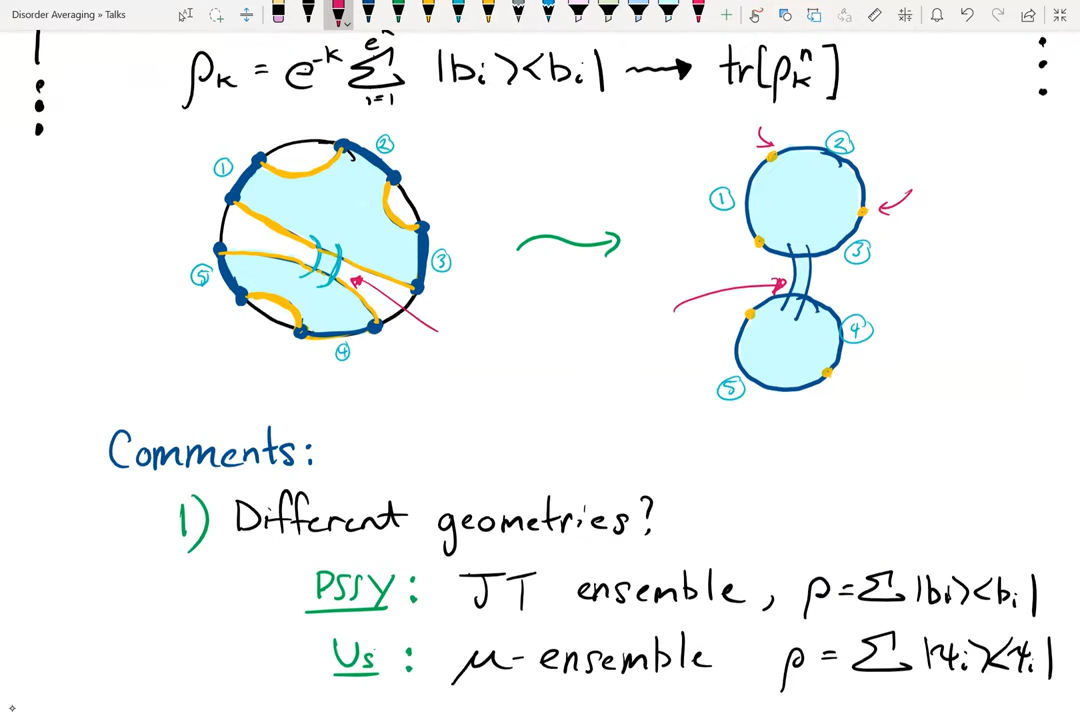 Disorder Averaging » Talks
ρ_k = e^{-k} Σ_{i=1}^{e^k} |b_i><b_i| → tr[ρ_k^n]
① ② ③ ④ ⑤
① ② ③ ④ ⑤
Comments:
1) Different geometries?
PSSY: JT ensemble, ρ=Σ|b_i><b_i|
Us: μ-ensemble ρ = Σ |ψ_i><ψ_i|